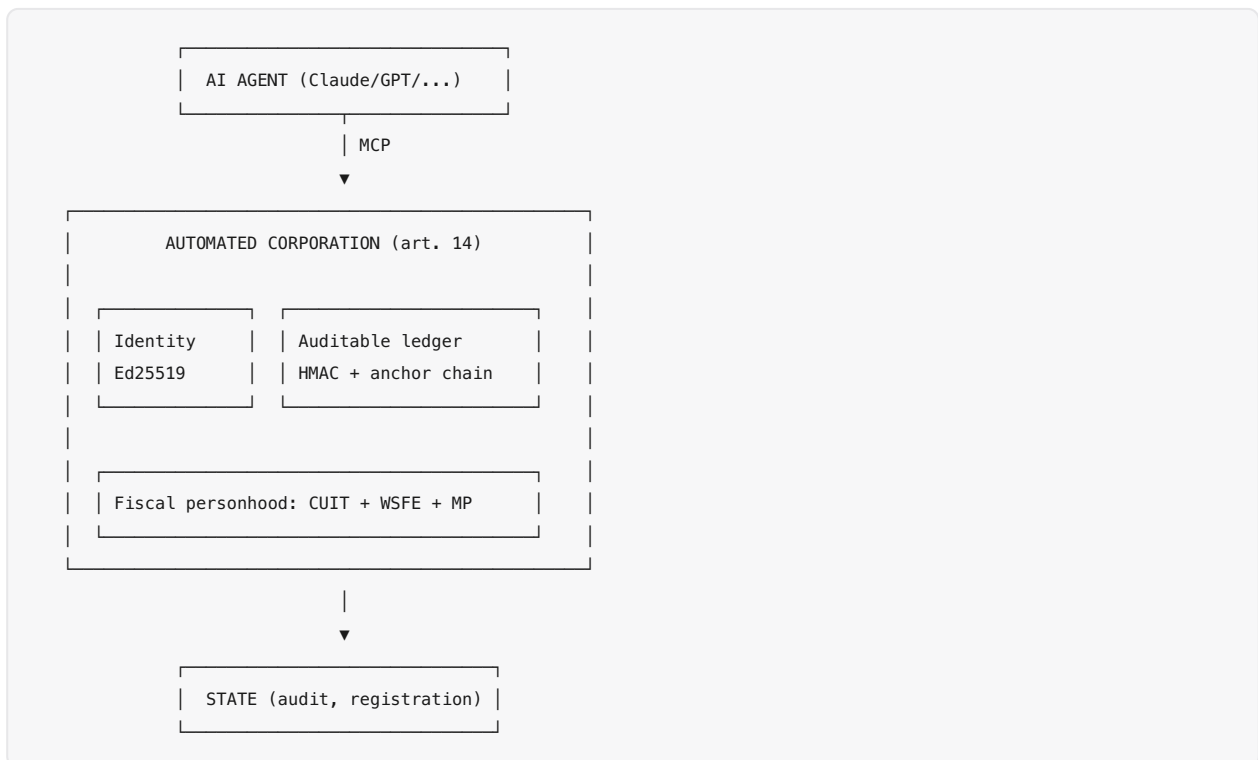 AI AGENT (Claude/GPT/...)
MCP
AUTOMATED CORPORATION (art. 14)
Identity Auditable ledger
Ed25519 HMAC + anchor chain
Fiscal personhood: CUIT + WSFE + MP
STATE (audit, registration)